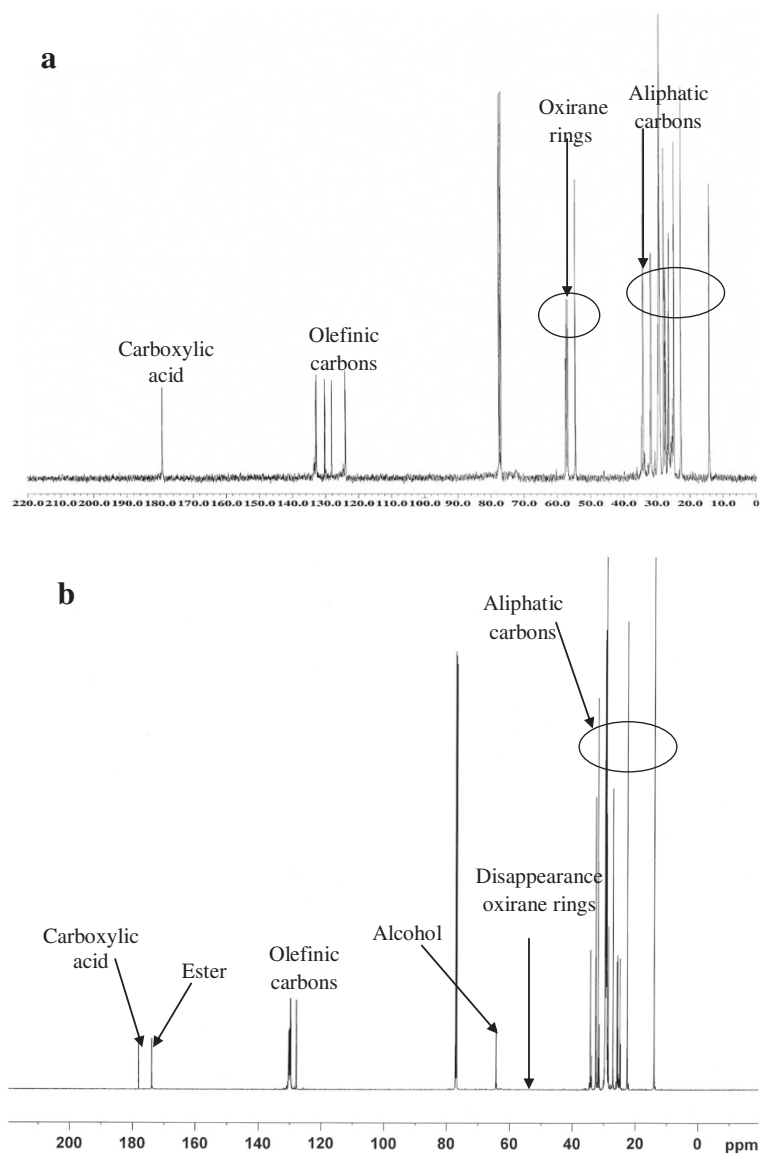 a
Oxirane
rings
Aliphatic
carbons
Carboxylic
acid
Olefinic
carbons
220.0 210.0 200.0 190.0 180.0 170.0 160.0 150.0 140.0 130.0 120.0 110.0 100.0 90.0 80.0 70.0 60.0 50.0 40.0 30.0 20.0 10.0 0
b
Aliphatic
carbons
Disappearance
oxirane rings
Carboxylic
acid
Ester
Olefinic
carbons
Alcohol
200 180 160 140 120 100 80 60 40 20 0 ppm